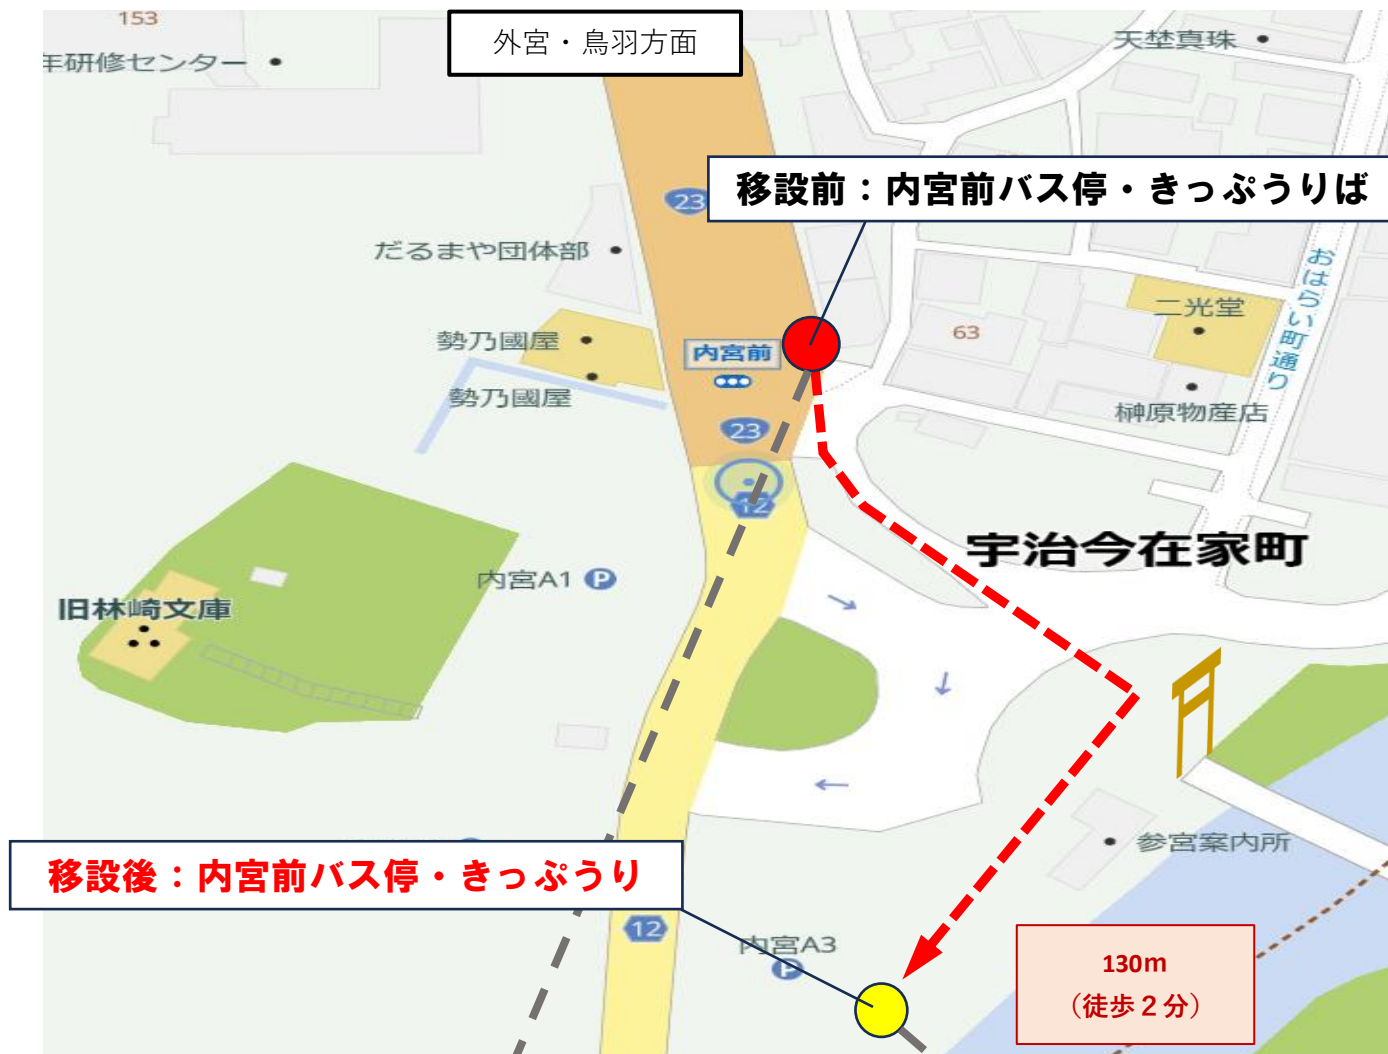 153
外宮・鳥羽方面
天埜真珠
年研修センター
移設前：内宮前バス停・きっぷうりば
23
だるまや団体部
おはらい町通り
二光堂
63
勢乃國屋
内宮前
勢乃國屋
榊原物産店
23
12
宇治今在家町
内宮A1 P
旧林崎文庫
参宮案内所
移設後：内宮前バス停・きっぷうり
12
内宮A3
P
130m
（徒歩２分）